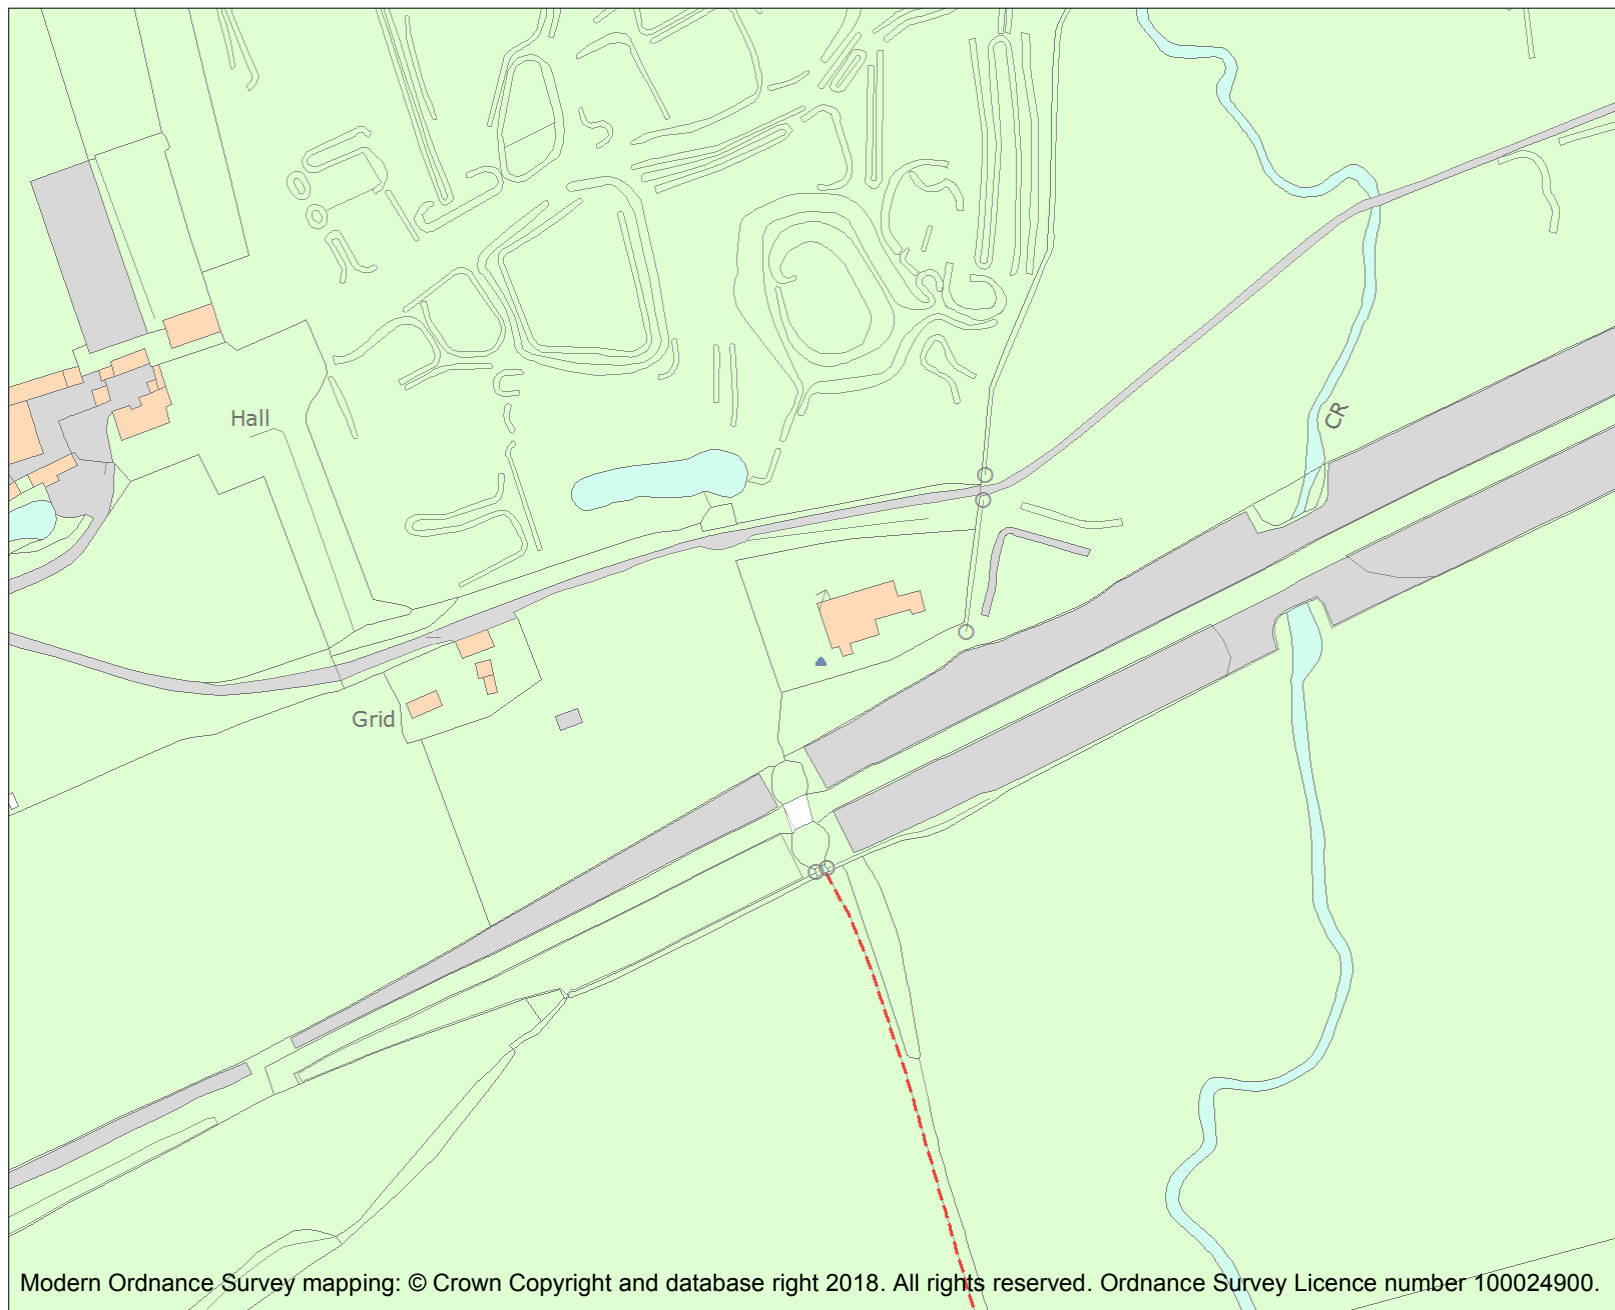 Hall
CR
Grid
Modern Ordnance Survey mapping: © Crown Copyright and database right 2018. All rights reserved. Ordnance Survey Licence number 100024900.